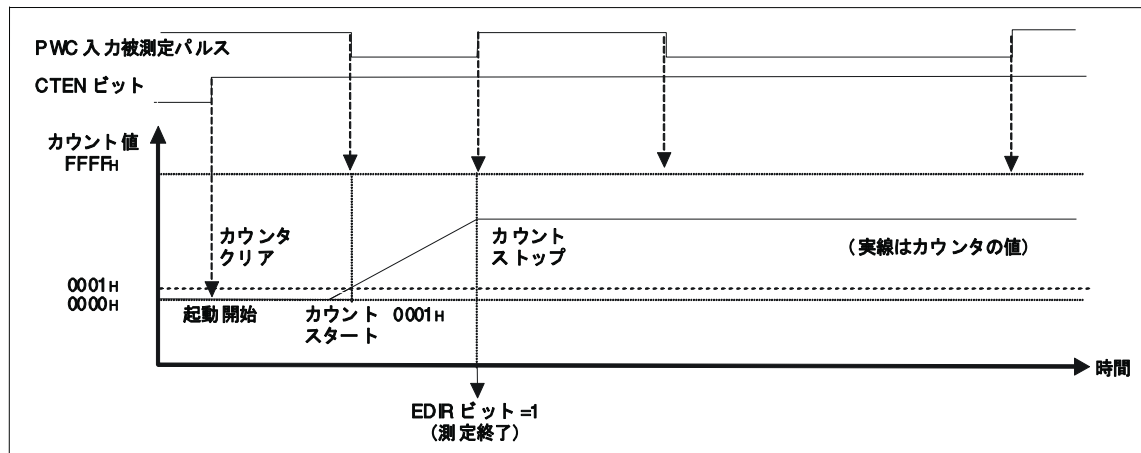 PWC 入力被測定パルス
CTEN ビット
カウント値
FFFFH
カウンタ
クリア
カウント
ストップ
(実線はカウンタの値)
0001H
0000H
起動開始
カウント 0001H
スタート
時間
EDIR ビット=1
(測定終了)